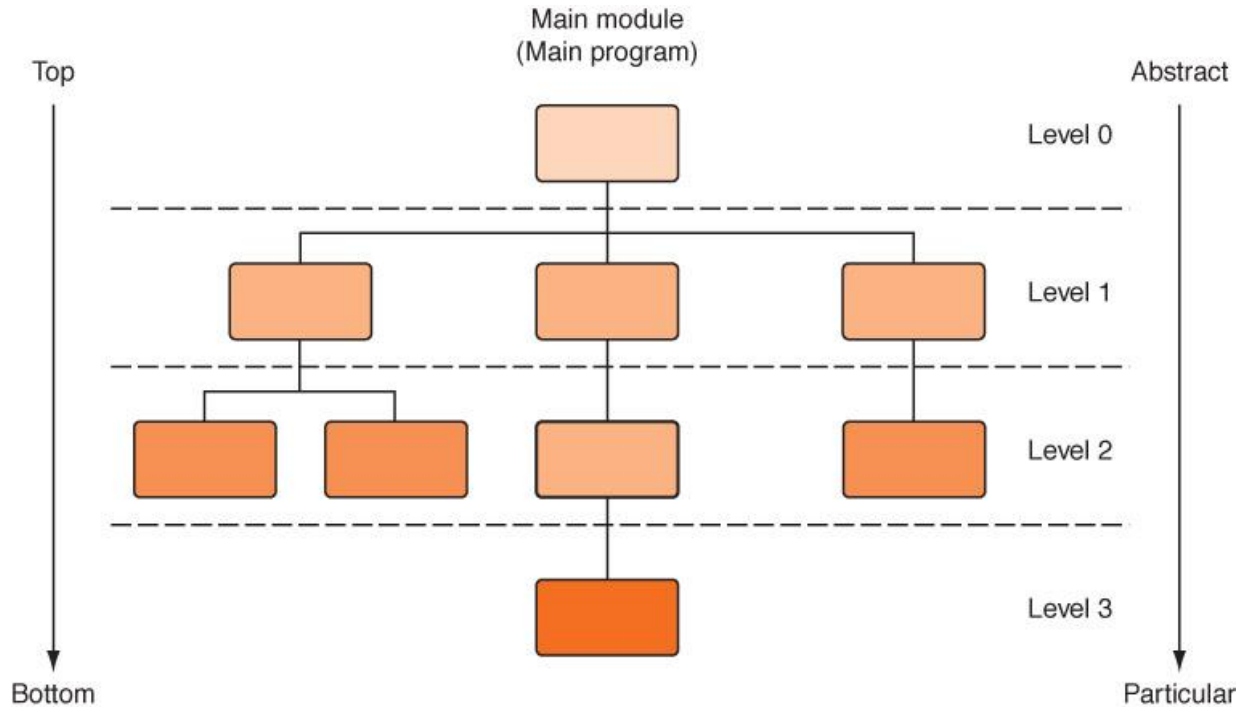 Main module
(Main program)
Top
Abstract
Level 0
Level 1
Level 2
Level 3
Bottom
Particular